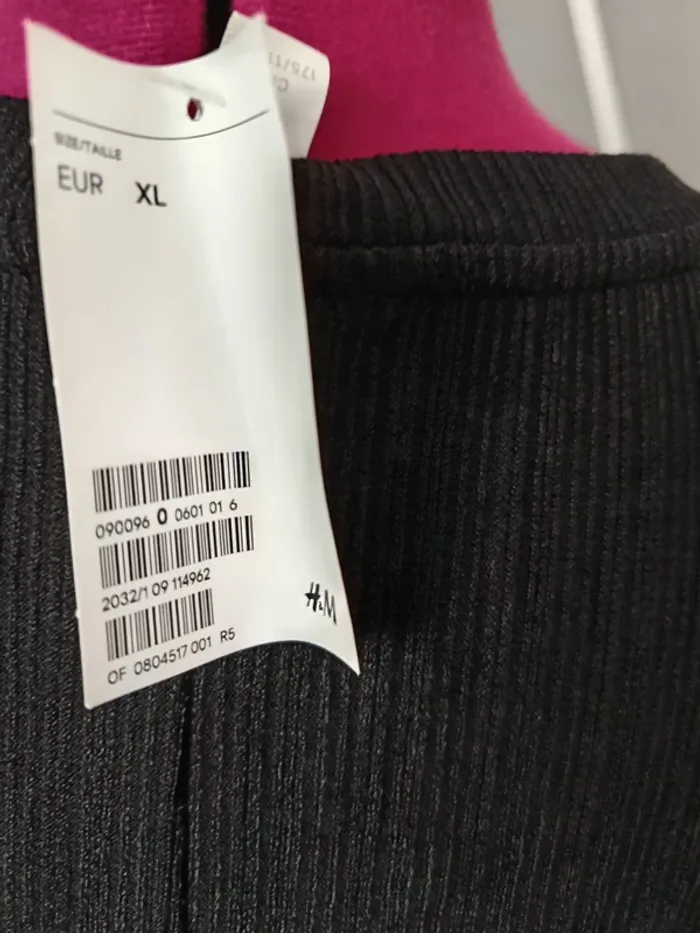 SIZE/TAILLE
EUR XL
090096 0 0601 01 6
2032/1 09 114962
OF 0804517 001 R5
H&M